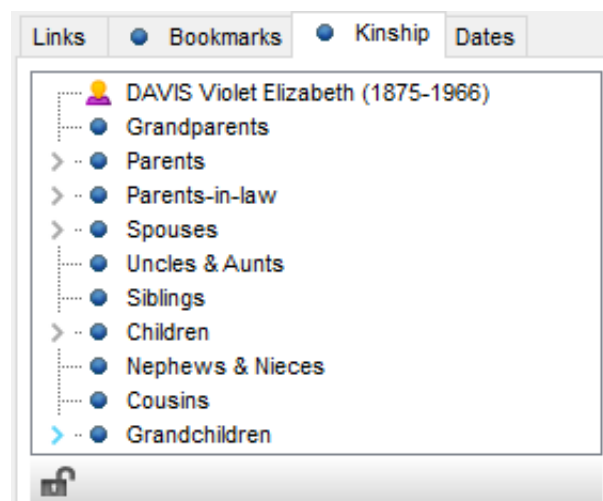 Links Bookmarks Kinship Dates
DAVIS Violet Elizabeth (1875-1966)
Grandparents
Parents
Parents-in-law
Spouses
Uncles & Aunts
Siblings
Children
Nephews & Nieces
Cousins
Grandchildren